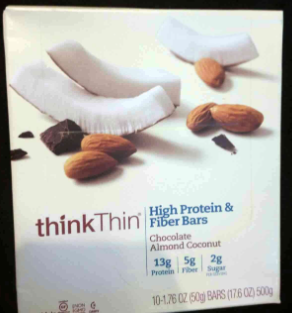 thinkThin®
High Protein &
Fiber Bars
Chocolate
Almond Coconut
13g 5g 2g
Protein Fiber Sugar
10-1.76 OZ (50g) BARS (17.6 OZ) 500g